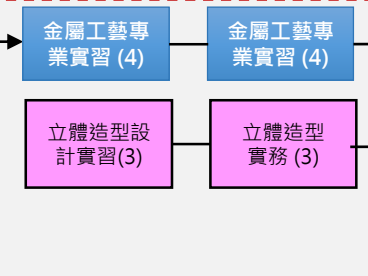 金屬工藝專
業實習 (4)
金屬工藝專
業實習 (4)
立體造型設
計實習(3)
立體造型
實務 (3)